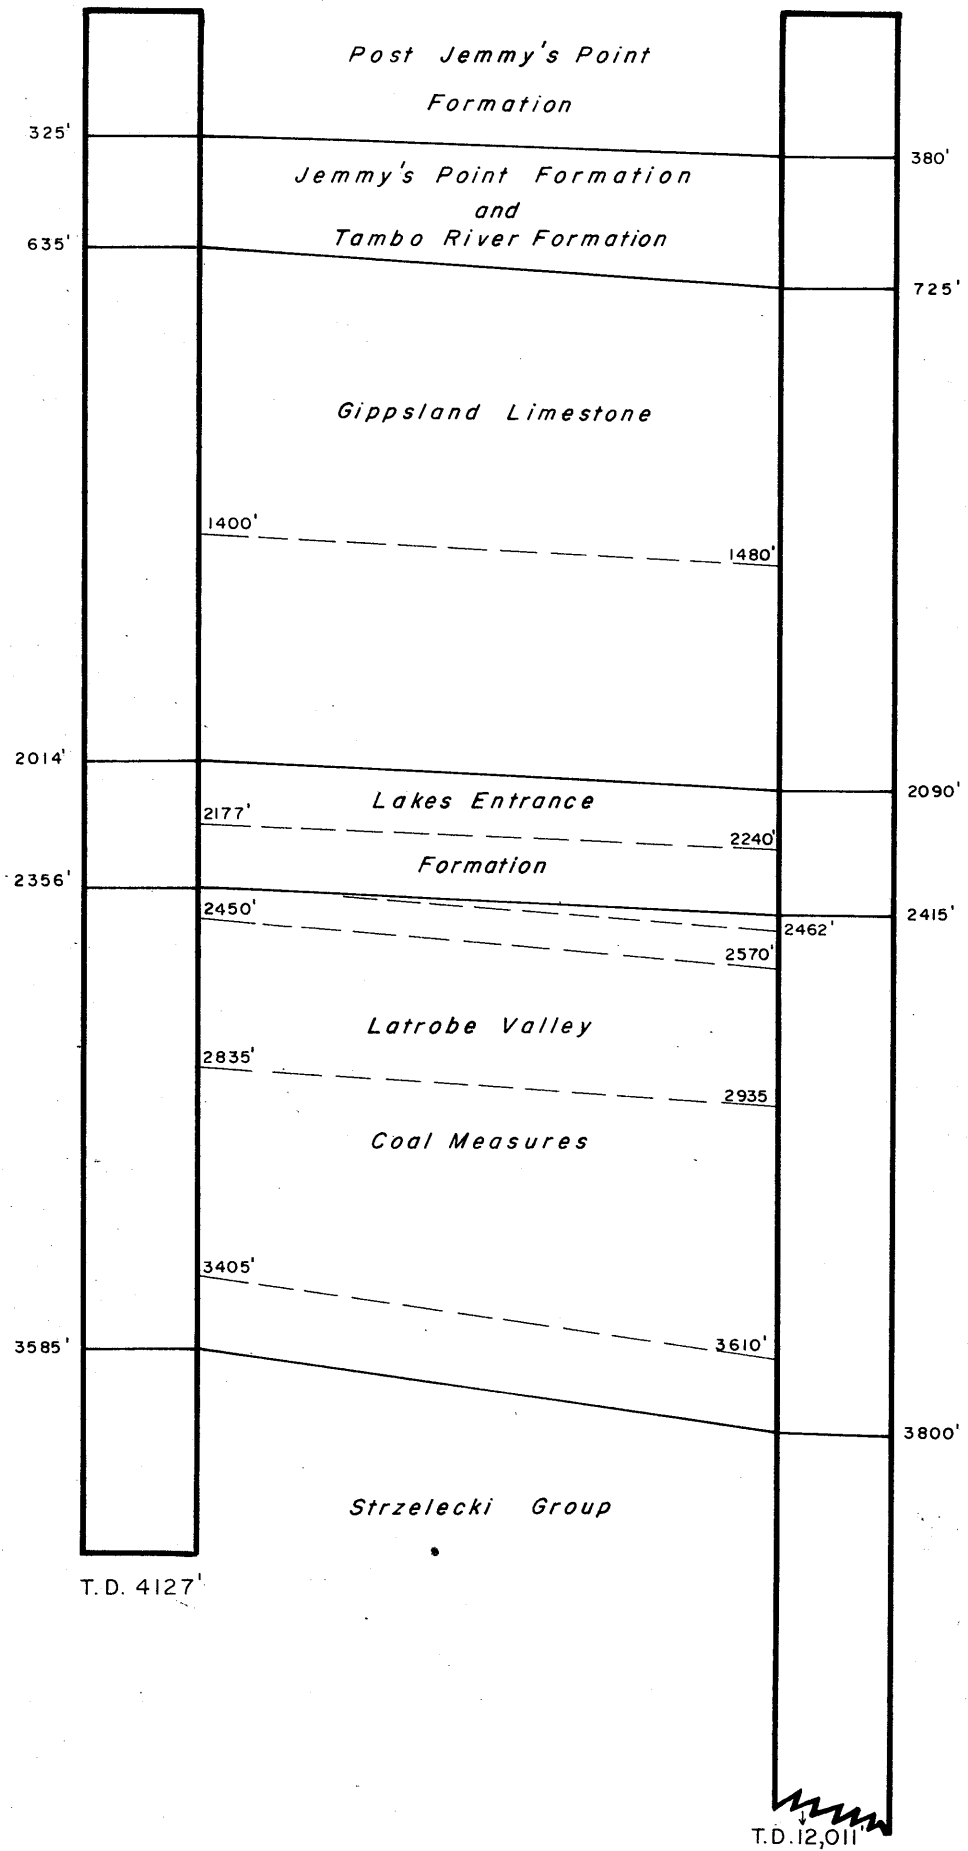 Post Jemmy's Point
Formation
325'
380'
Jemmy's Point Formation
and
Tambo River Formation
635'
725'
Gippsland Limestone
1400'
1480'
2014'
2090'
Lakes Entrance
2177'
2240'
Formation
2356'
2415'
2450'
2462'
2570'
Latrobe Valley
2835'
2935
Coal Measures
3405'
3610'
3585'
3800'
Strzelecki Group
T.D. 4127'
T.D. 12,011'